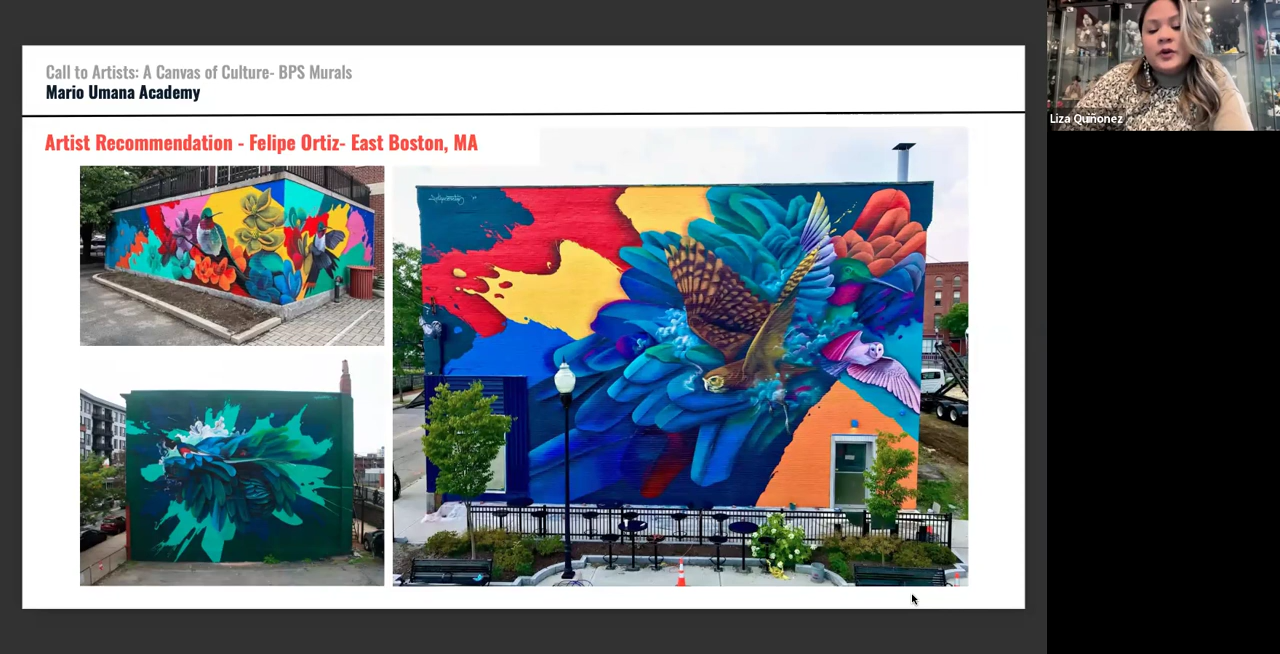 Call to Artists: A Canvas of Culture- BPS Murals
Mario Umana Academy
Artist Recommendation - Felipe Ortiz- East Boston, MA
Liza Quiñonez